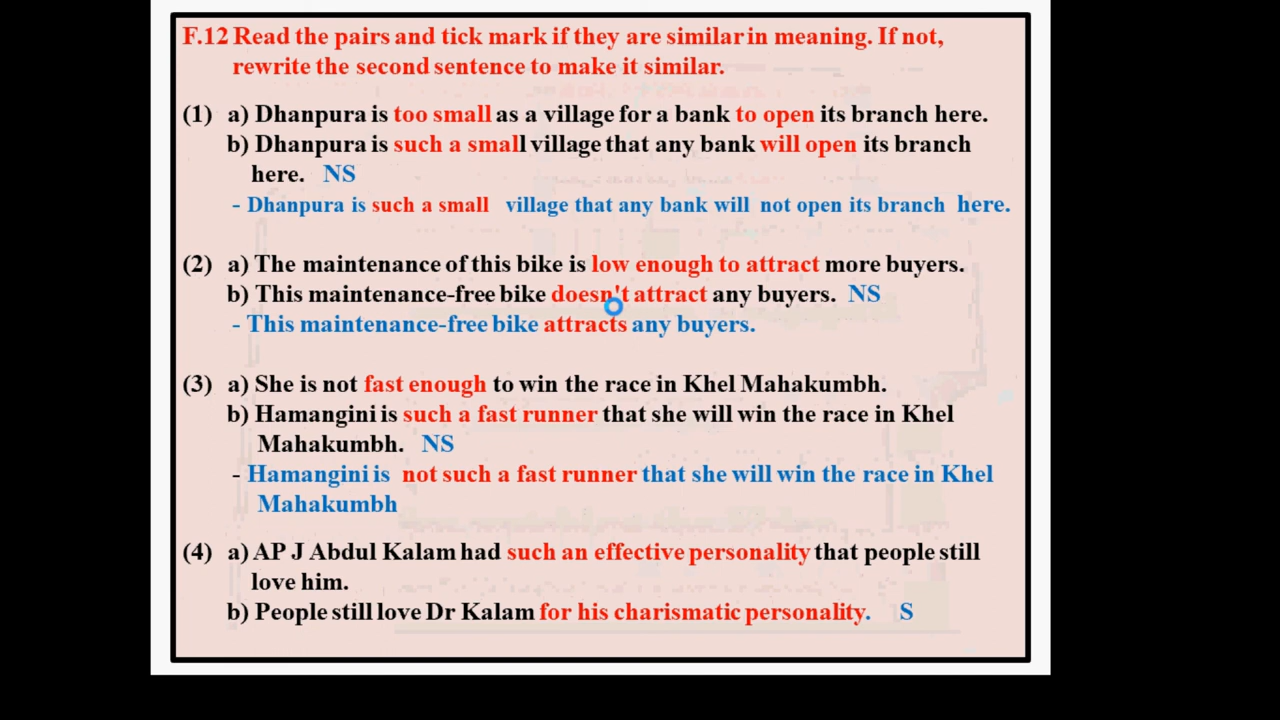 F.12 Read the pairs and tick mark if they are similar in meaning. If not,
rewrite the second sentence to make it similar.
(1) a) Dhanpura is too small as a village for a bank to open its branch here.
b) Dhanpura is such a small village that any bank will open its branch
here. NS
- Dhanpura is such a small village that any bank will not open its branch here.
(2) a) The maintenance of this bike is low enough to attract more buyers.
b) This maintenance-free bike doesn't attract any buyers. NS
- This maintenance-free bike attracts any buyers.
(3) a) She is not fast enough to win the race in Khel Mahakumbh.
b) Hamangini is such a fast runner that she will win the race in Khel
Mahakumbh. NS
- Hamangini is not such a fast runner that she will win the race in Khel
Mahakumbh
(4) a) AP J Abdul Kalam had such an effective personality that people still
love him.
b) People still love Dr Kalam for his charismatic personality. S